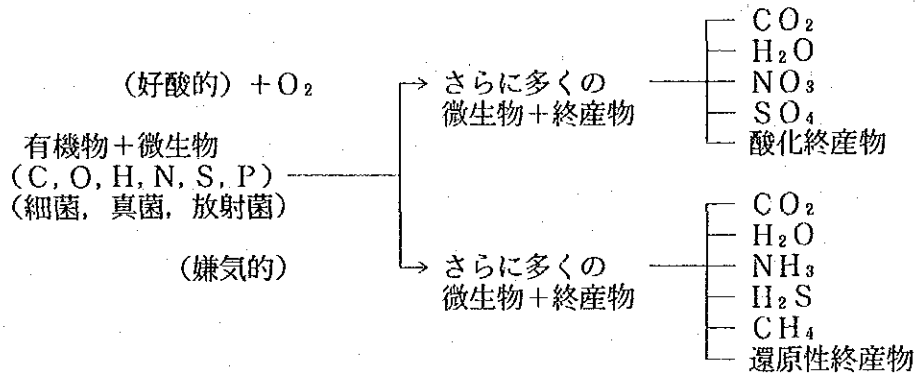 (好酸的)+O₂
有機物+微生物
(C, O, H, N, S, P)
(細菌, 真菌, 放射菌)
(嫌気的)
さらに多くの
微生物+終産物
CO₂
H₂O
NO₃
SO₄
酸化終産物
さらに多くの
微生物+終産物
CO₂
H₂O
NH₃
H₂S
CH₄
還原性終産物